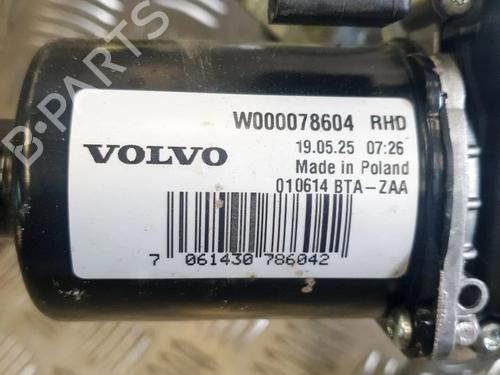 B-PARTS
W000078604 RHD
VOLVO
19.05.25 07:26
Made in Poland
010614 BTA-ZAA
7 061430 786042